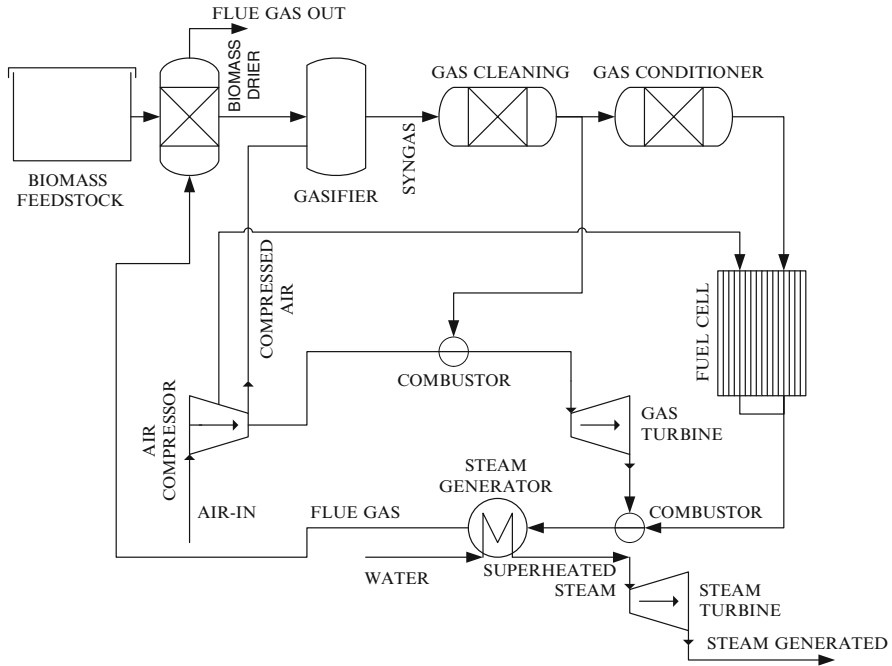 FLUE GAS OUT
BIOMASS
DRIER
GAS CLEANING
GAS CONDITIONER
BIOMASS
FEEDSTOCK
GASIFIER
SYNGAS
COMPRESSED
AIR
FUEL CELL
COMBUSTOR
AIR
COMPRESSOR
GAS
TURBINE
STEAM
GENERATOR
AIR-IN
FLUE GAS
COMBUSTOR
WATER
SUPERHEATED
STEAM
STEAM
TURBINE
STEAM GENERATED